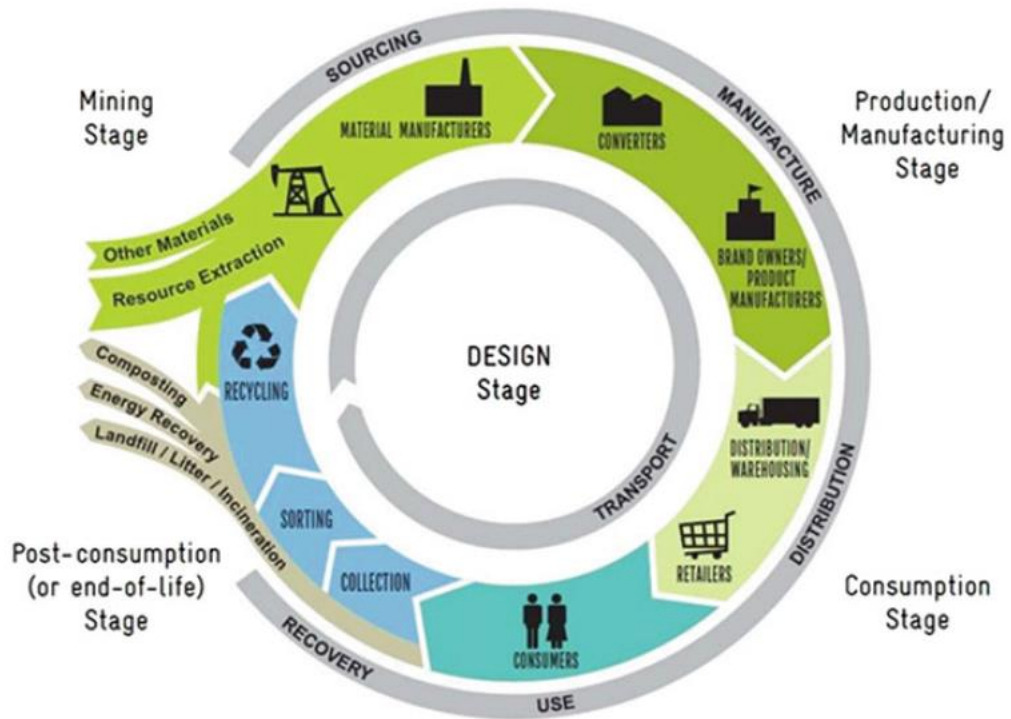 Mining
Stage
SOURCING
MATERIAL MANUFACTURERS
CONVERTERS
MANUFACTURE
Production/
Manufacturing
Stage
BRAND OWNERS/
PRODUCT
MANUFACTURERS
Other Materials
Resource Extraction
DESIGN
Stage
TRANSPORT
DISTRIBUTION/
WAREHOUSING
DISTRIBUTION
RETAILERS
Consumption
Stage
CONSUMERS
USE
COLLECTION
SORTING
RECYCLING
RECOVERY
Composting
Energy Recovery
Landfill / Litter / Incineration
Post-consumption
(or end-of-life)
Stage